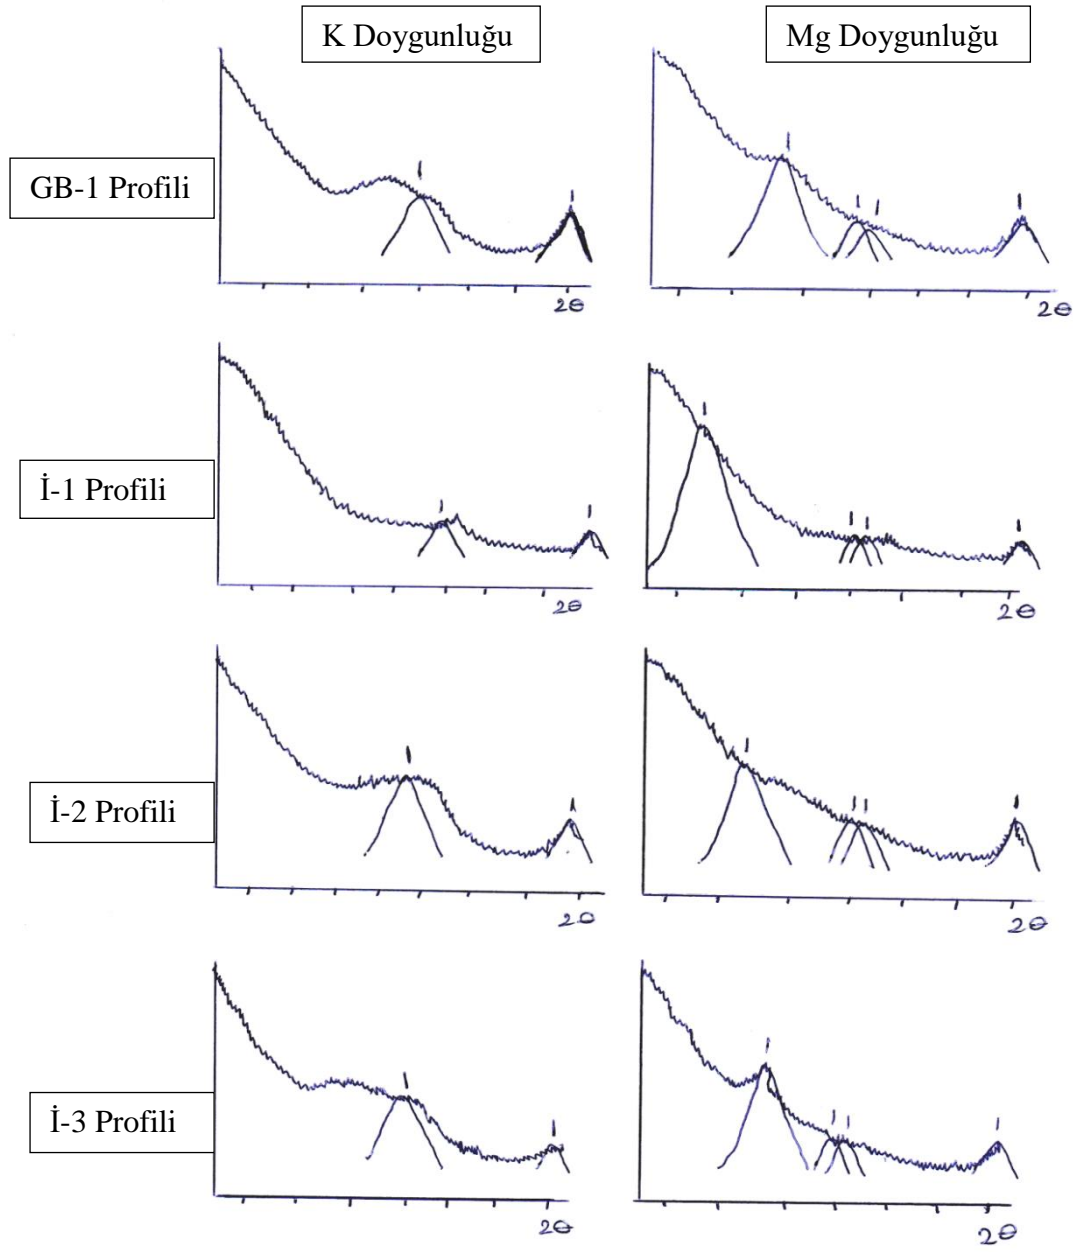 K Doygunluğu
Mg Doygunluğu
GB-1 Profili
2θ
2θ
İ-1 Profili
2θ
2θ
İ-2 Profili
2θ
2θ
İ-3 Profili
2θ
2θ